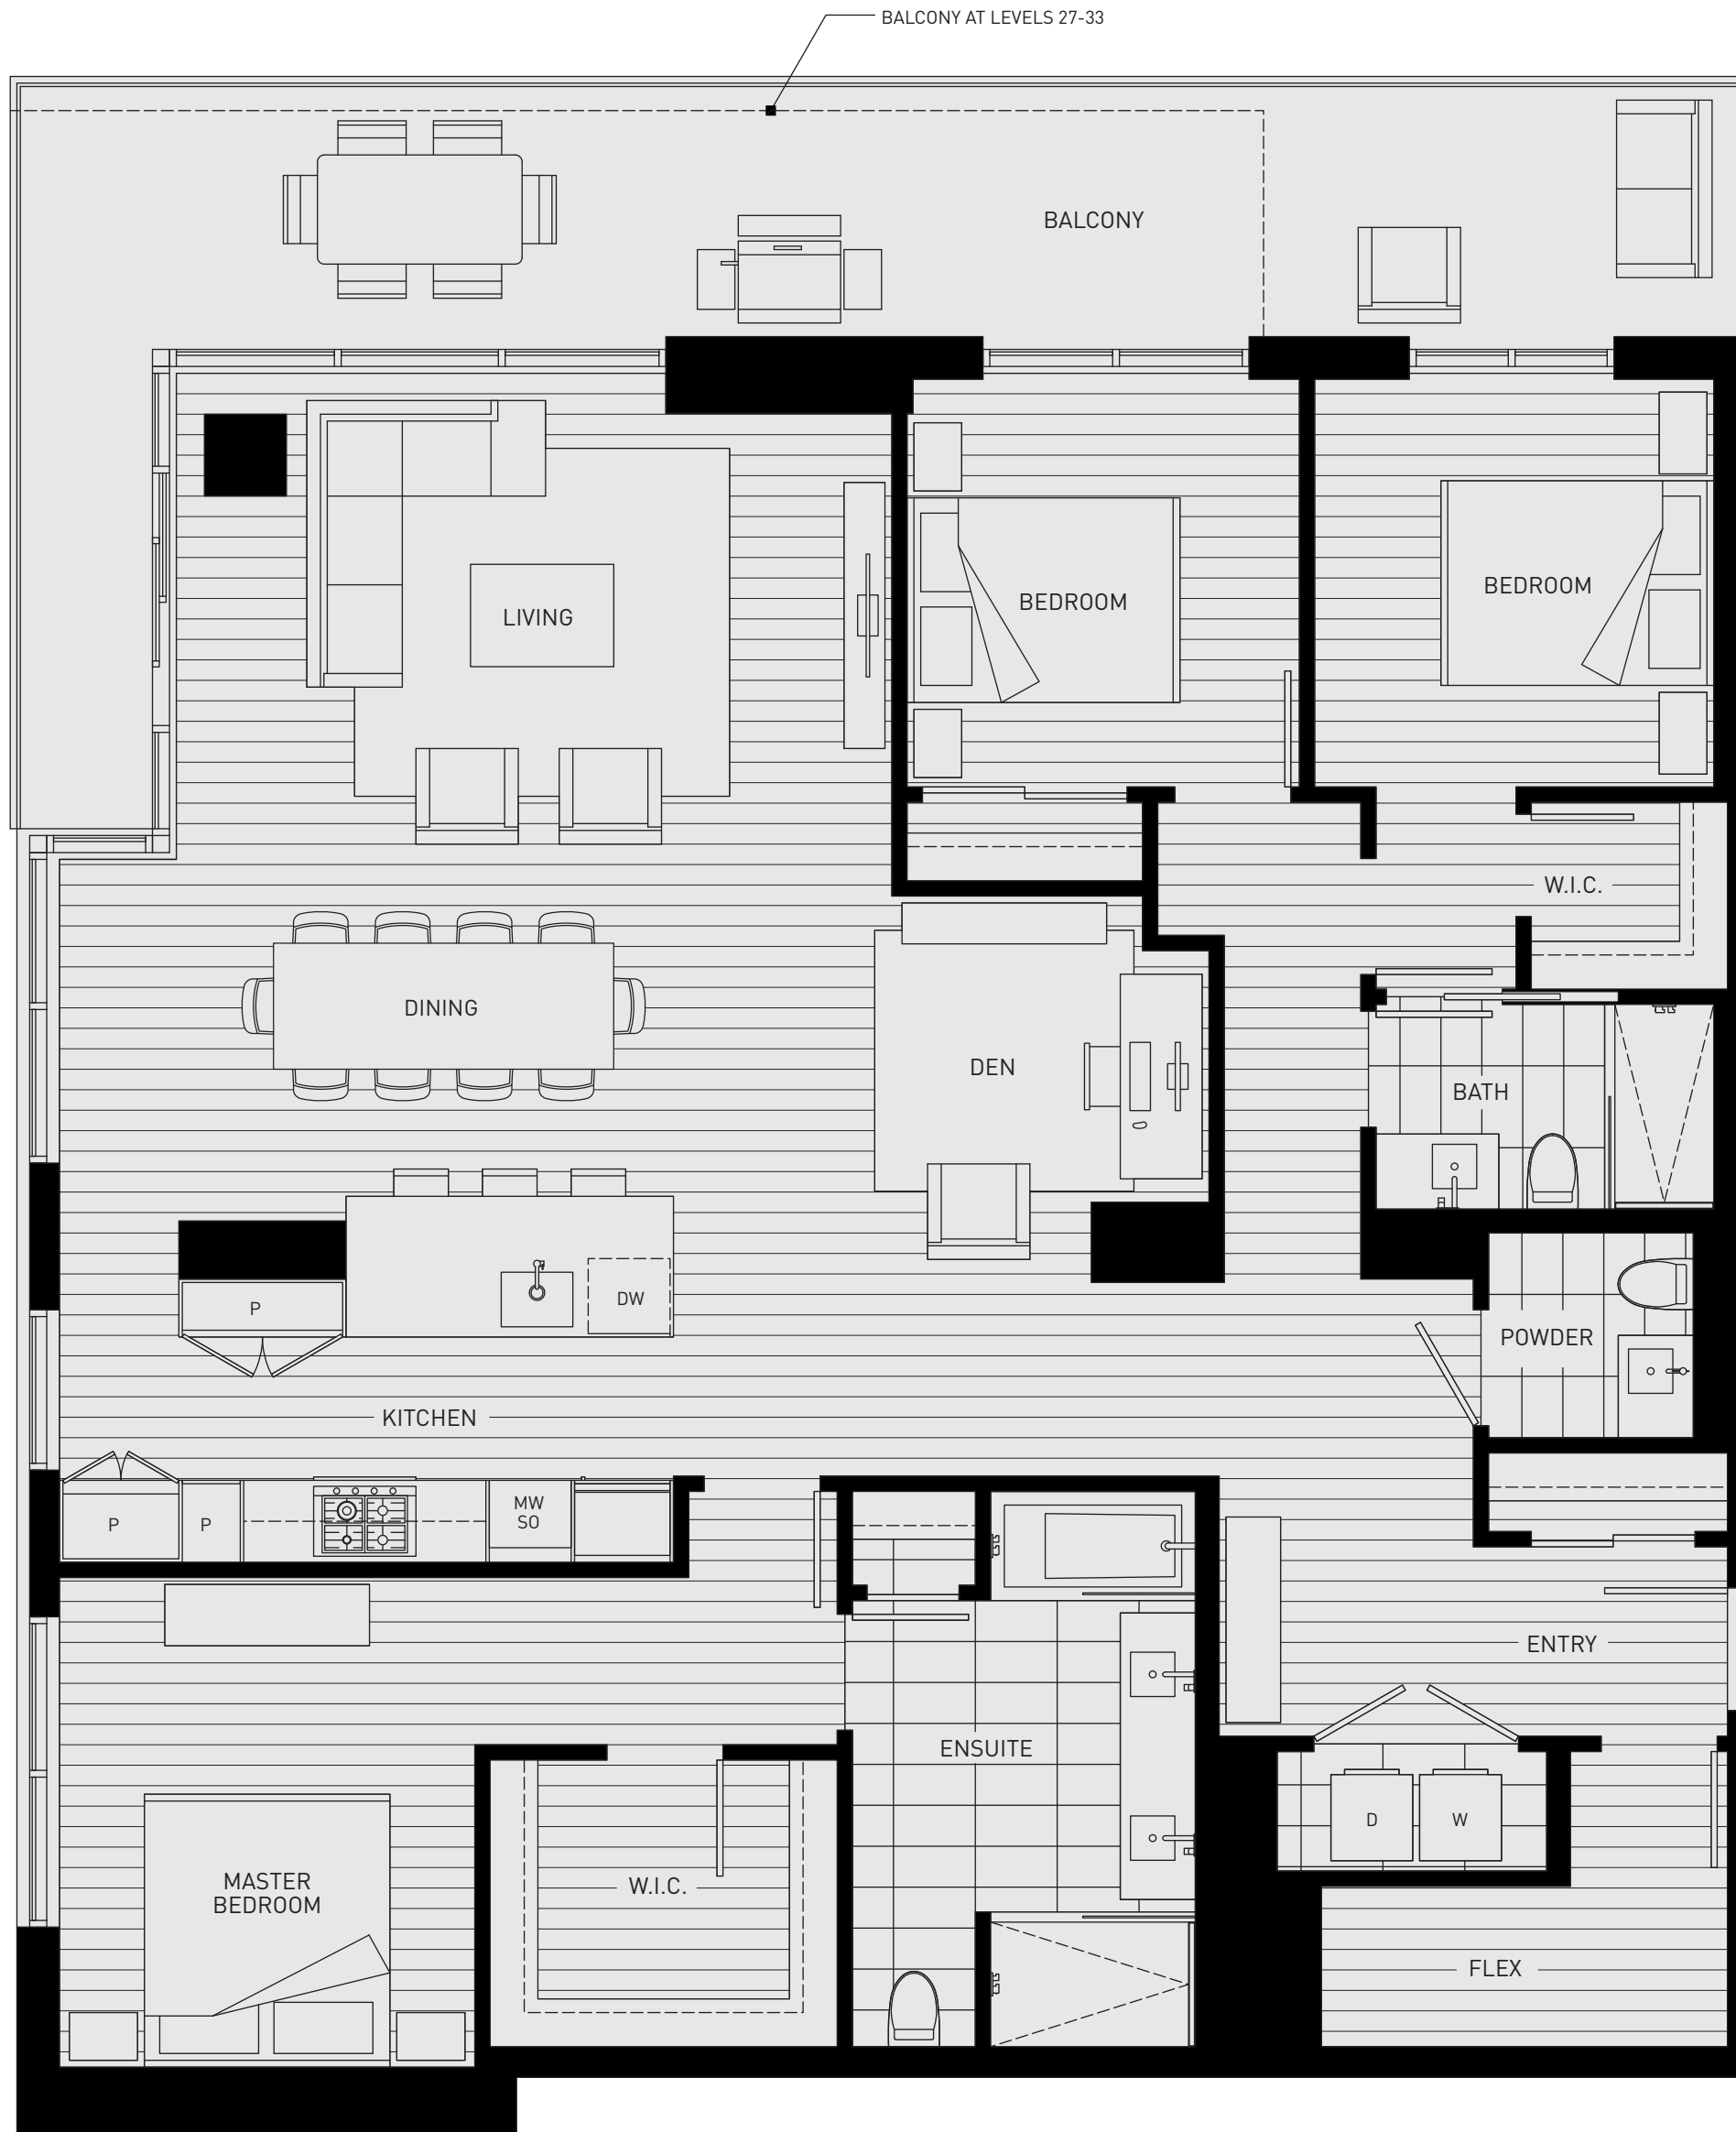 BALCONY AT LEVELS 27-33
BALCONY
LIVING
BEDROOM
BEDROOM
W.I.C.
DINING
DEN
BATH
P
DW
POWDER
KITCHEN
P
P
MW
SO
ENTRY
ENSUITE
D
W
MASTER
BEDROOM
W.I.C.
FLEX